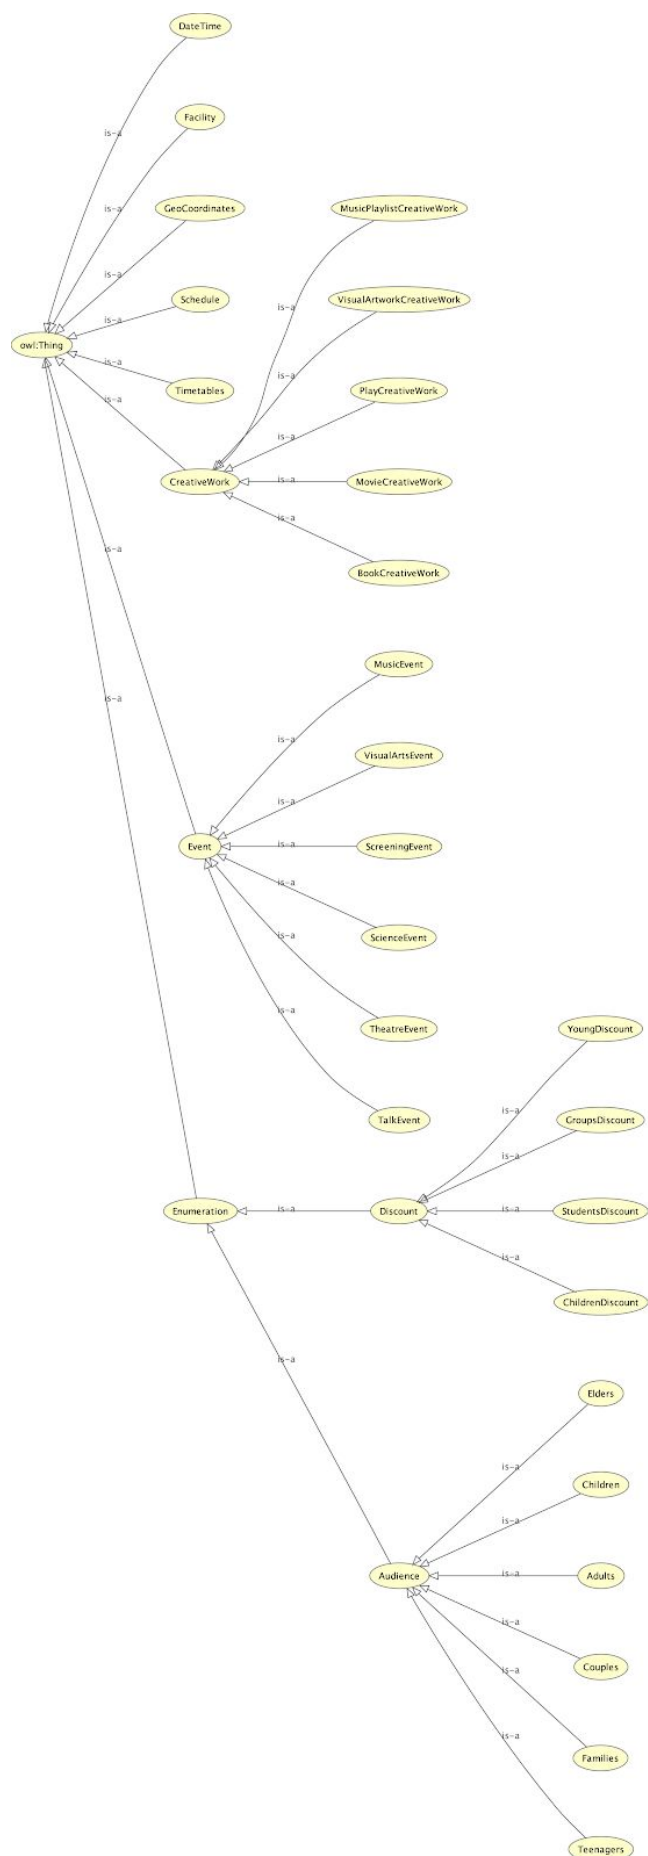 DateTime
is-a
Facility
is-a
GeoCoordinates
MusicPlaylistCreativeWork
is-a
Schedule
VisualArtworkCreativeWork
is-a
is-a
owl:Thing
is-a
Timetables
PlayCreativeWork
is-a
is-a
is-a
CreativeWork
is-a
MovieCreativeWork
is-a
is-a
BookCreativeWork
MusicEvent
is-a
is-a
VisualArtsEvent
is-a
Event
is-a
ScreeningEvent
is-a
ScienceEvent
is-a
TheatreEvent
YoungDiscount
is-a
TalkEvent
GroupsDiscount
is-a
is-a
Enumeration
is-a
Discount
is-a
StudentsDiscount
is-a
ChildrenDiscount
is-a
Elders
is-a
Children
is-a
Audience
is-a
Adults
is-a
Couples
is-a
Families
is-a
Teenagers